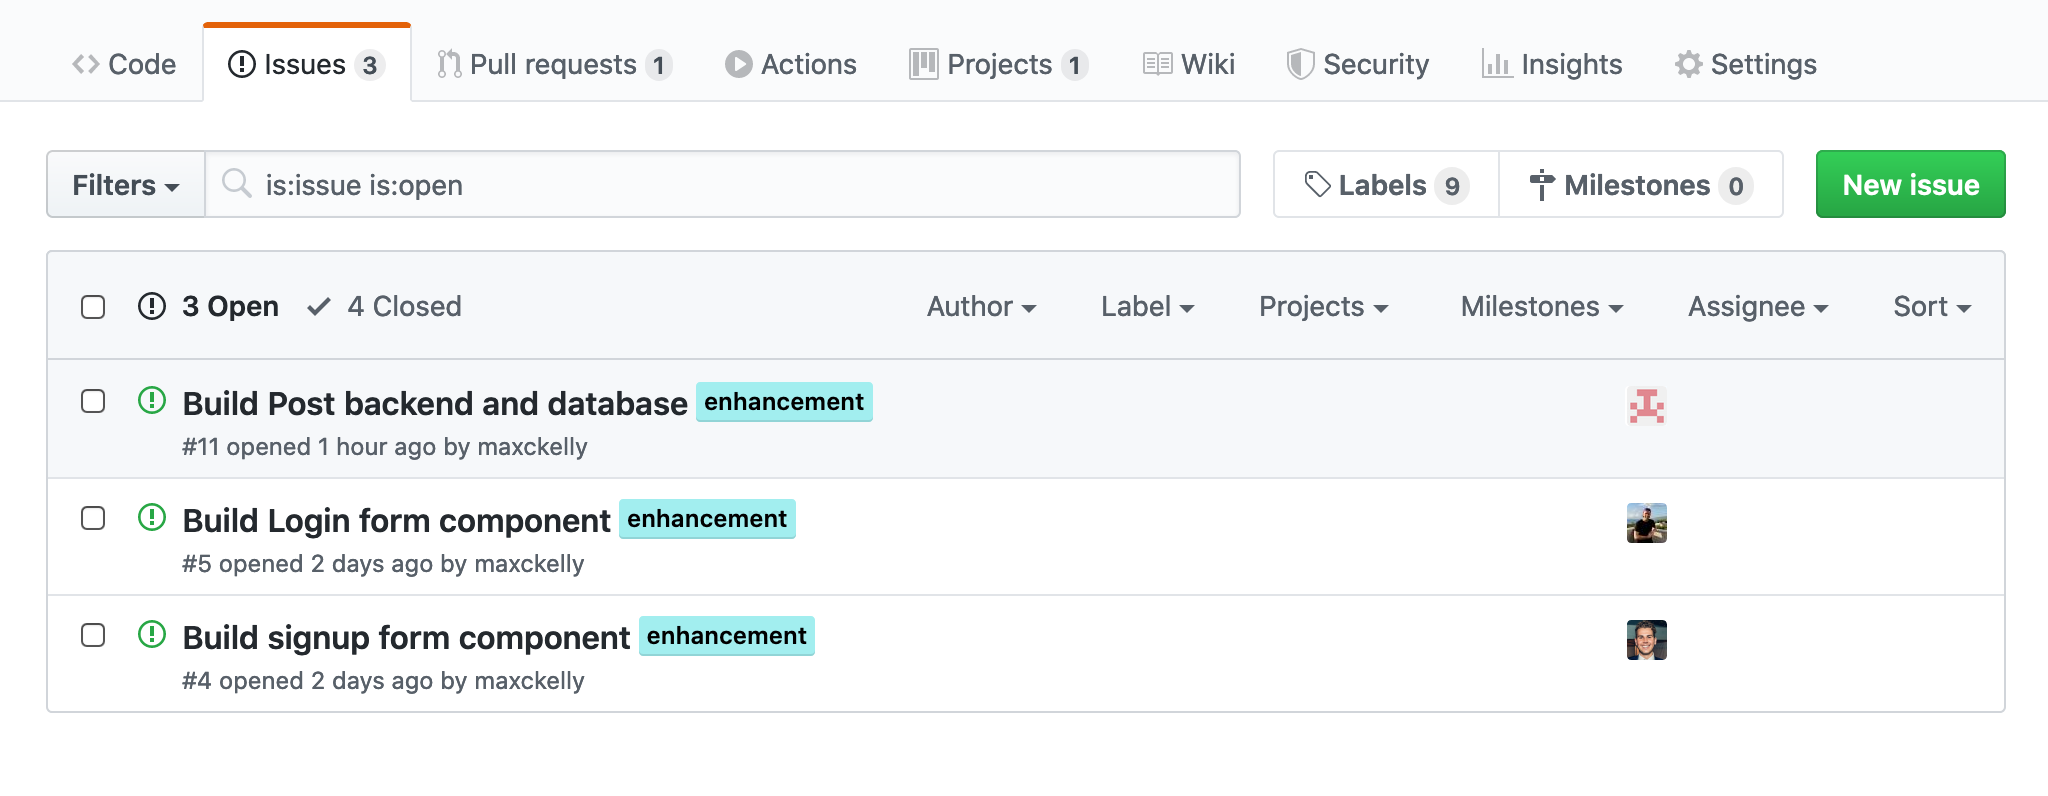 Code Issues 3 Pull requests 1 Actions Projects 1 Wiki Security Insights Settings
Filters is:issue is:open Labels 9 Milestones 0 New issue
3 Open 4 Closed Author Label Projects Milestones Assignee Sort
Build Post backend and database enhancement
#11 opened 1 hour ago by maxckelly
Build Login form component enhancement
#5 opened 2 days ago by maxckelly
Build signup form component enhancement
#4 opened 2 days ago by maxckelly